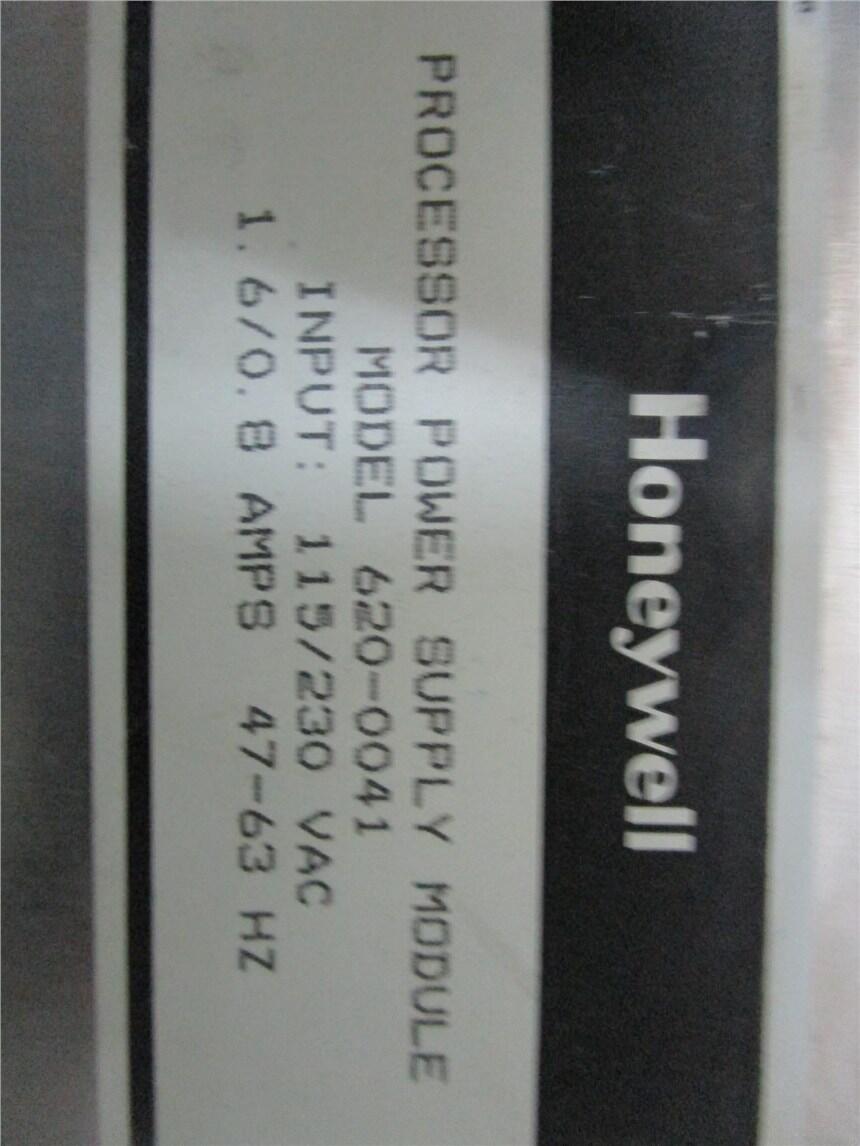 Honeywell
PROCESSOR POWER SUPPLY MODULE
MODEL 620-0041
INPUT: 115/230 VAC
1.6/0.8 AMPS 47-63 HZ